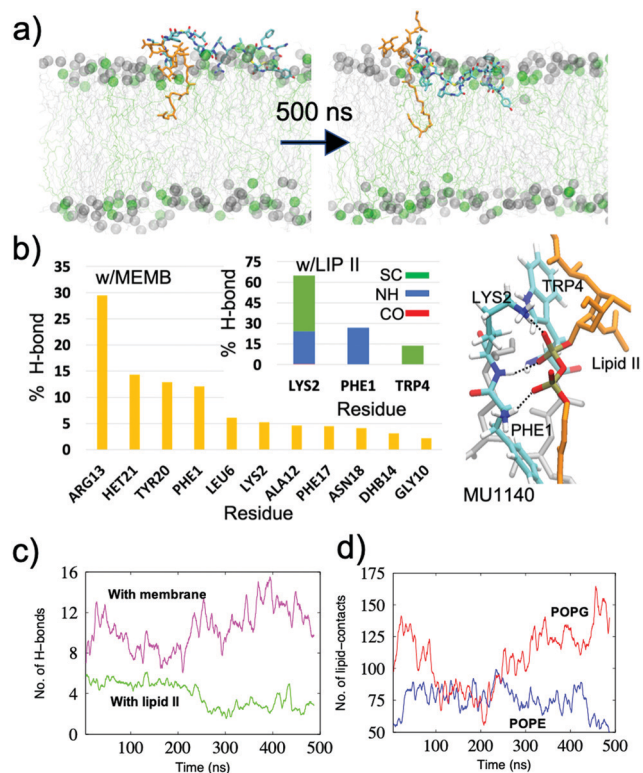 a)
500 ns
b)
w/MEMB
% H-bond
35
30
25
20
15
10
5
0
ARG13
HET21
TYR20
PHE1
LEU6
LYS2
ALA12
PHE17
ASN18
DHB14
GLY10
Residue
w/LIP II
% H-bond
75
60
45
30
15
0
SC
NH
CO
LYS2
PHE1
TRP4
Residue
LYS2
TRP4
Lipid II
PHE1
MU1140
c)
No. of H-bonds
16
12
8
4
0
With membrane
With lipid II
100
200
300
400
500
Time (ns)
d)
No. of lipid-contacts
175
150
125
100
75
50
POPG
POPE
0
100
200
300
400
500
Time (ns)